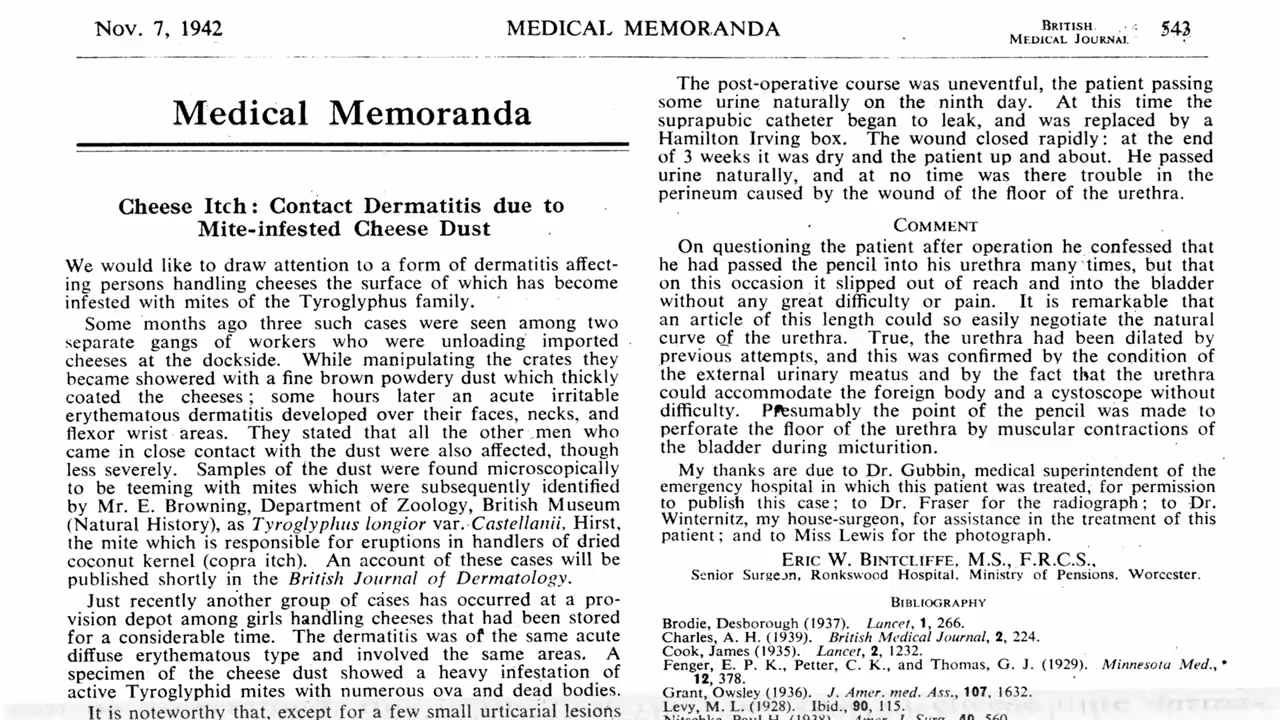 Nov. 7, 1942
MEDICAL MEMORANDA
BRITISH
MEDICAL JOURNAL
543
Medical Memoranda
Cheese Itch: Contact Dermatitis due to
Mite-infested Cheese Dust
We would like to draw attention to a form of dermatitis affect-
ing persons handling cheeses the surface of which has become
infested with mites of the Tyroglyphus family.
Some months ago three such cases were seen among two
separate gangs of workers who were unloading imported
cheeses at the dockside. While manipulating the crates they
became showered with a fine brown powdery dust which thickly
coated the cheeses; some hours later an acute irritable
erythematous dermatitis developed over their faces, necks, and
flexor wrist areas. They stated that all the other men who
came in close contact with the dust were also affected, though
less severely. Samples of the dust were found microscopically
to be teeming with mites which were subsequently identified
by Mr. E. Browning, Department of Zoology, British Museum
(Natural History), as Tyroglyphus longior var. Castellanii, Hirst,
the mite which is responsible for eruptions in handlers of dried
coconut kernel (copra itch). An account of these cases will be
published shortly in the British Journal of Dermatology.
Just recently another group of cases has occurred at a pro-
vision depot among girls handling cheeses that had been stored
for a considerable time. The dermatitis was of the same acute
diffuse erythematous type and involved the same areas. A
specimen of the cheese dust showed a heavy infestation of
active Tyroglyphid mites with numerous ova and dead bodies.
It is noteworthy that, except for a few small urticarial lesions,
The post-operative course was uneventful, the patient passing
some urine naturally on the ninth day. At this time the
suprapubic catheter began to leak, and was replaced by a
Hamilton Irving box. The wound closed rapidly: at the end
of 3 weeks it was dry and the patient up and about. He passed
urine naturally, and at no time was there trouble in the
perineum caused by the wound of the floor of the urethra.
COMMENT
On questioning the patient after operation he confessed that
he had passed the pencil into his urethra many times, but that
on this occasion it slipped out of reach and into the bladder
without any great difficulty or pain. It is remarkable that
an article of this length could so easily negotiate the natural
curve of the urethra. True, the urethra had been dilated by
previous attempts, and this was confirmed by the condition of
the external urinary meatus and by the fact that the urethra
could accommodate the foreign body and a cystoscope without
difficulty. Presumably the point of the pencil was made to
perforate the floor of the urethra by muscular contractions of
the bladder during micturition.
My thanks are due to Dr. Gubbin, medical superintendent of the
emergency hospital in which this patient was treated, for permission
to publish this case; to Dr. Fraser for the radiograph; to Dr.
Winternitz, my house-surgeon, for assistance in the treatment of this
patient; and to Miss Lewis for the photograph.
ERIC W. BINTCLIFFE, M.S., F.R.C.S.,
Senior Surgeon, Ronkswood Hospital, Ministry of Pensions, Worcester.
BIBLIOGRAPHY
Brodie, Desborough (1937). Lancet, 1, 266.
Charles, A. H. (1939). British Medical Journal, 2, 224.
Cook, James (1935). Lancet, 2, 1232.
Fenger, E. P. K., Petter, C. K., and Thomas, G. J. (1929). Minnesota Med.,
12, 378.
Grant, Owsley (1936). J. Amer. med. Ass., 107, 1632.
Levy, M. L. (1928). Ibid., 90, 115.
Nitschke, Paul H. (1938). Amer. J. Surg., 40, 560.